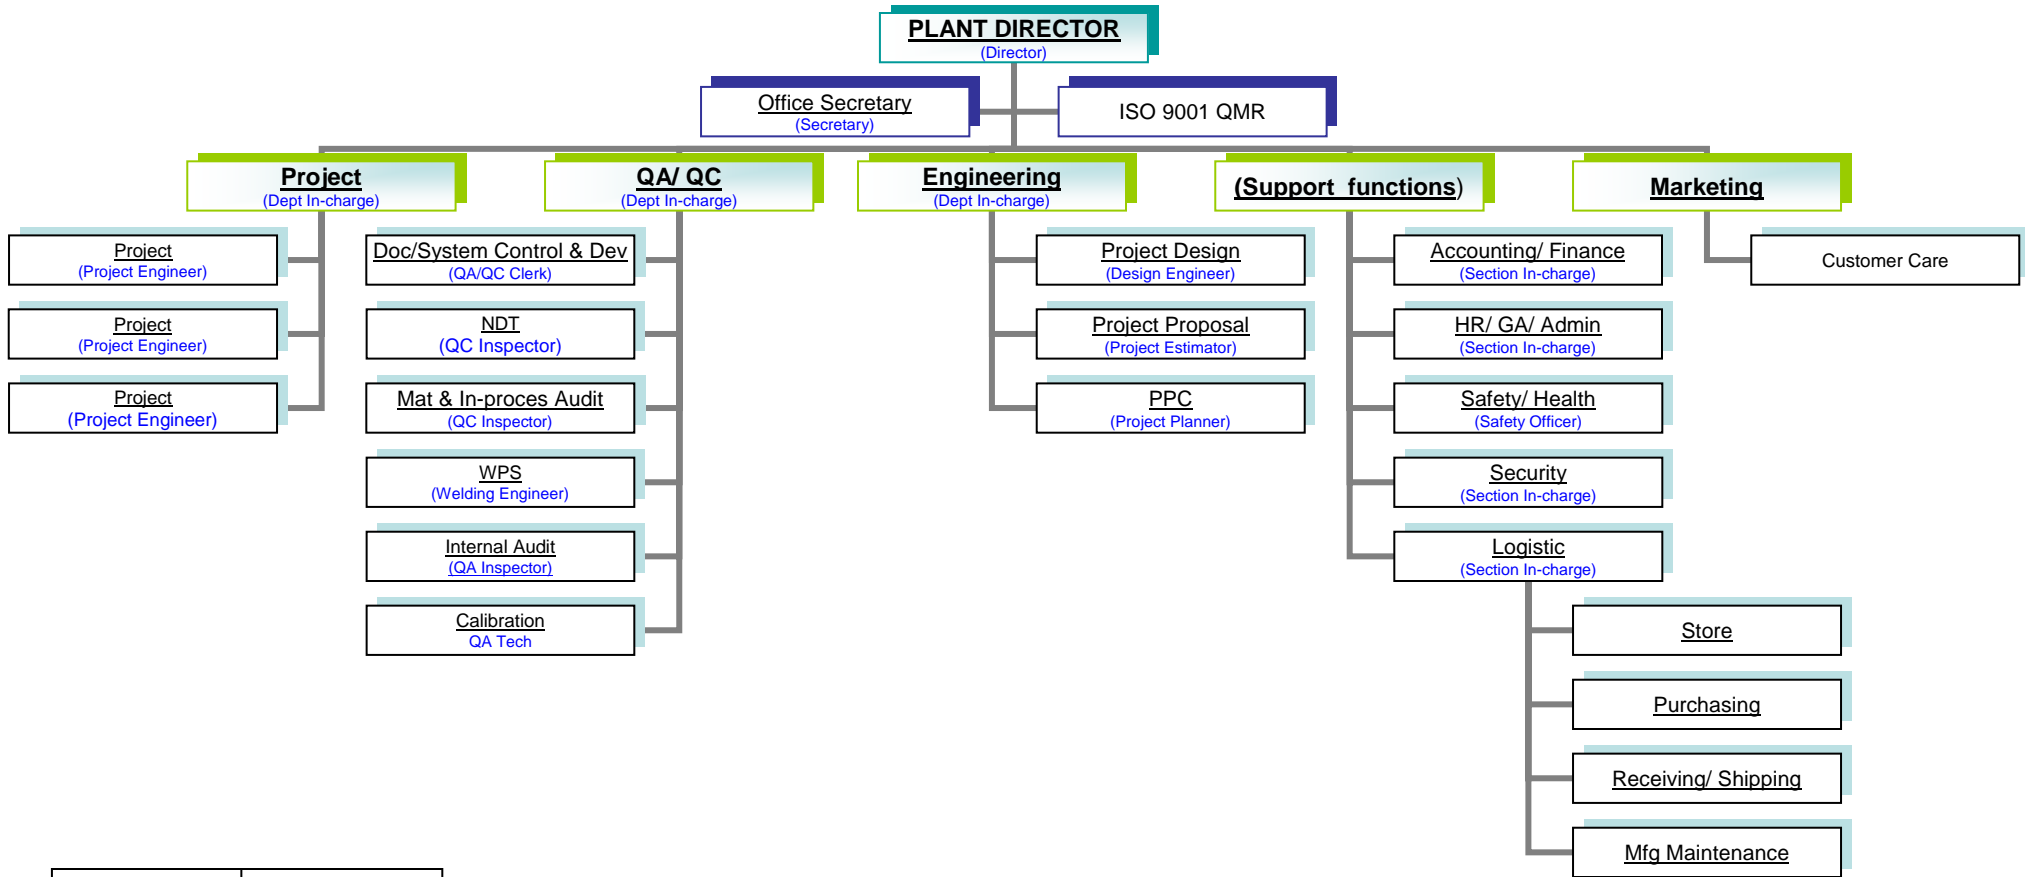 PLANT DIRECTOR
(Director)
Office Secretary
(Secretary)
ISO 9001 QMR
Project
(Dept In-charge)
QA/ QC
(Dept In-charge)
Engineering
(Dept In-charge)
(Support functions)
Marketing
Project
(Project Engineer)
Project
(Project Engineer)
Project
(Project Engineer)
Doc/System Control & Dev
(QA/QC Clerk)
NDT
(QC Inspector)
Mat & In-proces Audit
(QC Inspector)
WPS
(Welding Engineer)
Internal Audit
(QA Inspector)
Calibration
QA Tech
Project Design
(Design Engineer)
Project Proposal
(Project Estimator)
PPC
(Project Planner)
Accounting/ Finance
(Section In-charge)
HR/ GA/ Admin
(Section In-charge)
Safety/ Health
(Safety Officer)
Security
(Section In-charge)
Logistic
(Section In-charge)
Store
Purchasing
Receiving/ Shipping
Mfg Maintenance
Customer Care